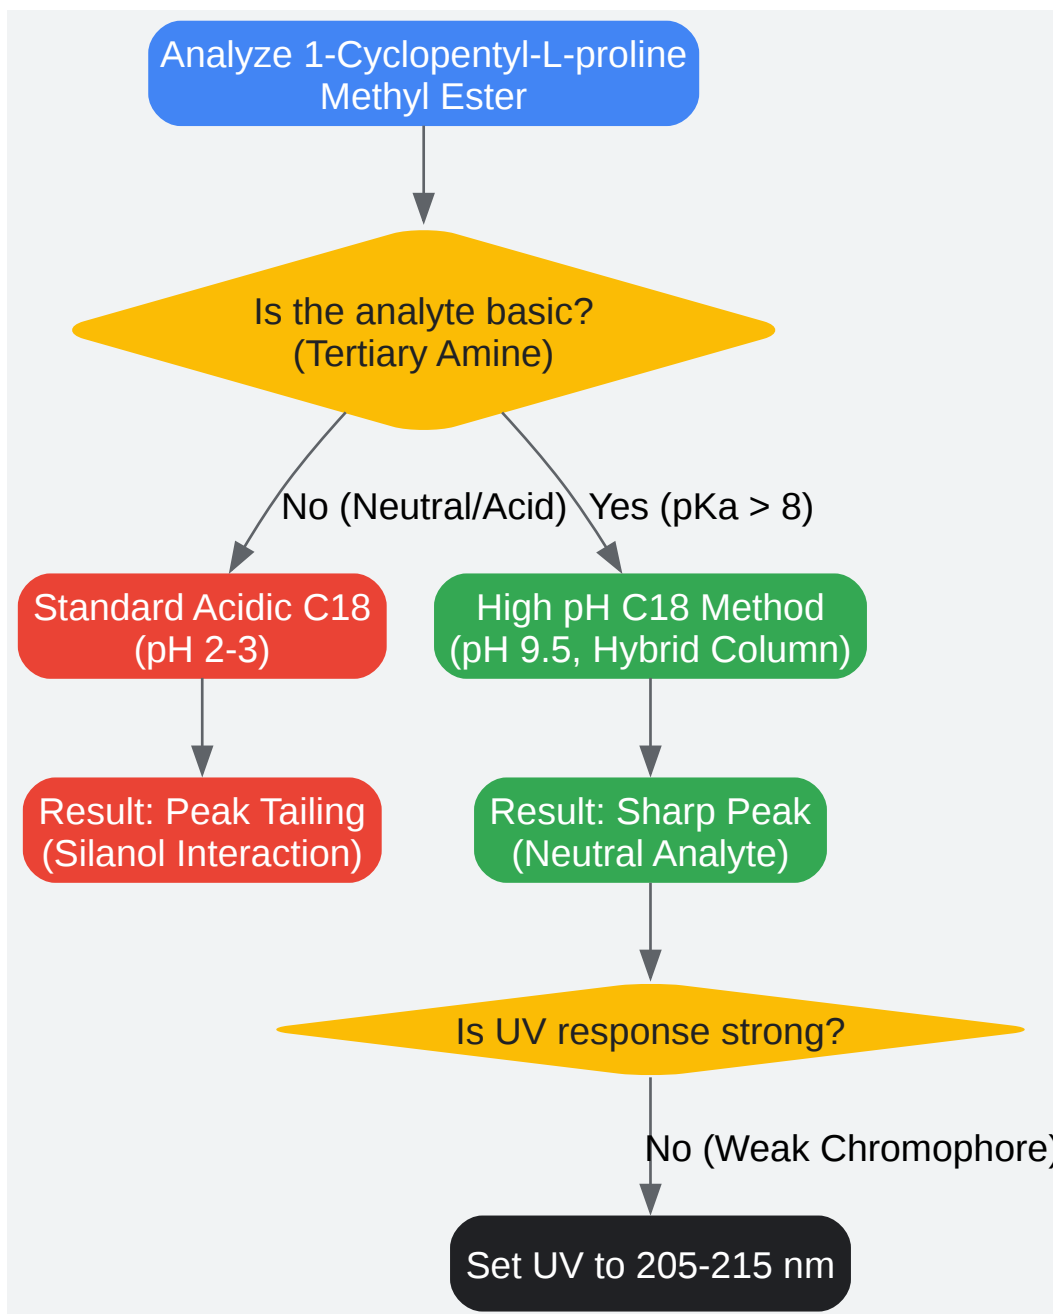 Analyze 1-Cyclopentyl-L-proline
Methyl Ester
Is the analyte basic?
(Tertiary Amine)
No (Neutral/Acid)
Yes (pKa > 8)
Standard Acidic C18
(pH 2-3)
High pH C18 Method
(pH 9.5, Hybrid Column)
Result: Peak Tailing
(Silanol Interaction)
Result: Sharp Peak
(Neutral Analyte)
Is UV response strong?
No (Weak Chromophore)
Set UV to 205-215 nm